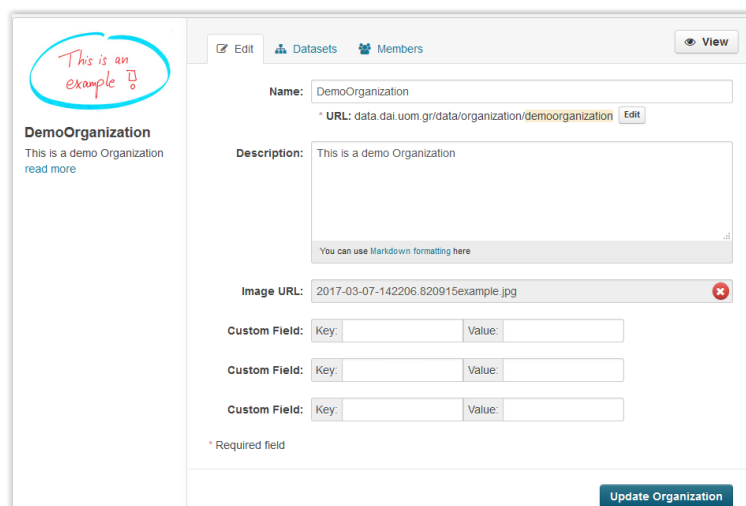 This is an
example !
DemoOrganization
This is a demo Organization
read more
Edit Datasets Members View
Name: DemoOrganization
* URL: data.dai.uom.gr/data/organization/demoorganization Edit
Description: This is a demo Organization
You can use Markdown formatting here
Image URL: 2017-03-07-142206.820915example.jpg
Custom Field: Key: Value:
Custom Field: Key: Value:
Custom Field: Key: Value:
* Required field
Update Organization